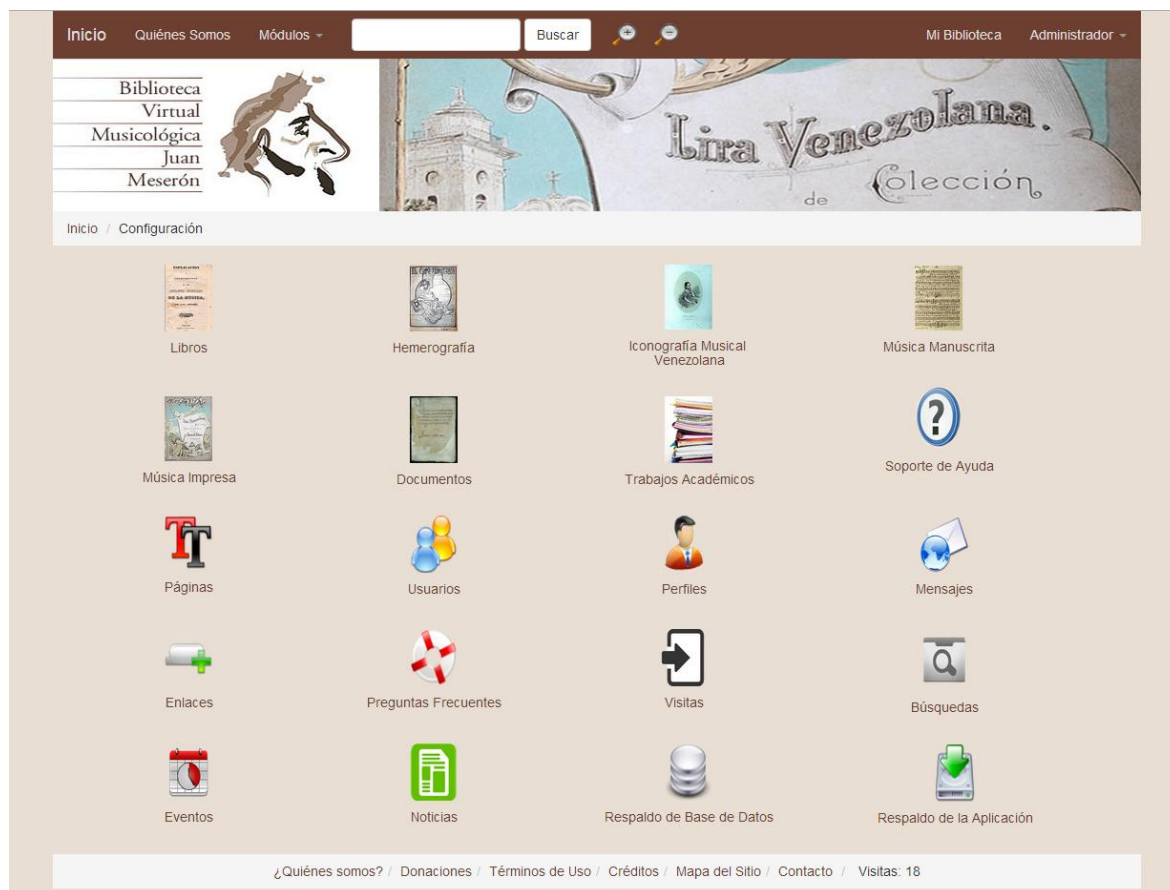 Inicio Quiénes Somos Módulos Buscar Mi Biblioteca Administrador
Biblioteca
Virtual
Musicológica
Juan
Meserón
Lira Venezolana.
Colección
de
Inicio / Configuración
DE LA MUSICA,
Libros Hemerografía Iconografía Musical Música Manuscrita
Venezolana
Música Impresa Documentos Trabajos Académicos Soporte de Ayuda
Páginas Usuarios Perfiles Mensajes
Enlaces Preguntas Frecuentes Visitas Búsquedas
Eventos Noticias Respaldo de Base de Datos Respaldo de la Aplicación
¿Quiénes somos? / Donaciones / Términos de Uso / Créditos / Mapa del Sitio / Contacto / Visitas: 18